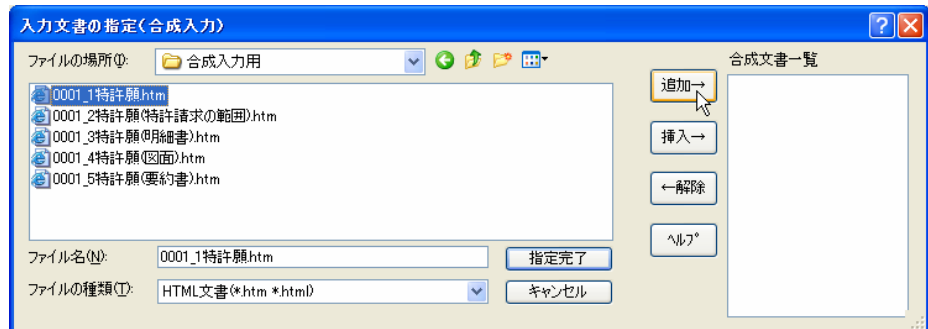 入力文書の指定(合成入力)
ファイルの場所(I):
合成入力用
合成文書一覧
0001_1特許願.htm
0001_2特許願(特許請求の範囲).htm
0001_3特許願(明細書).htm
0001_4特許願(図面).htm
0001_5特許願(要約書).htm
追加→
挿入→
←解除
ヘルプ
ファイル名(N):
0001_1特許願.htm
指定完了
ファイルの種類(T):
HTML文書(*.htm *.html)
キャンセル